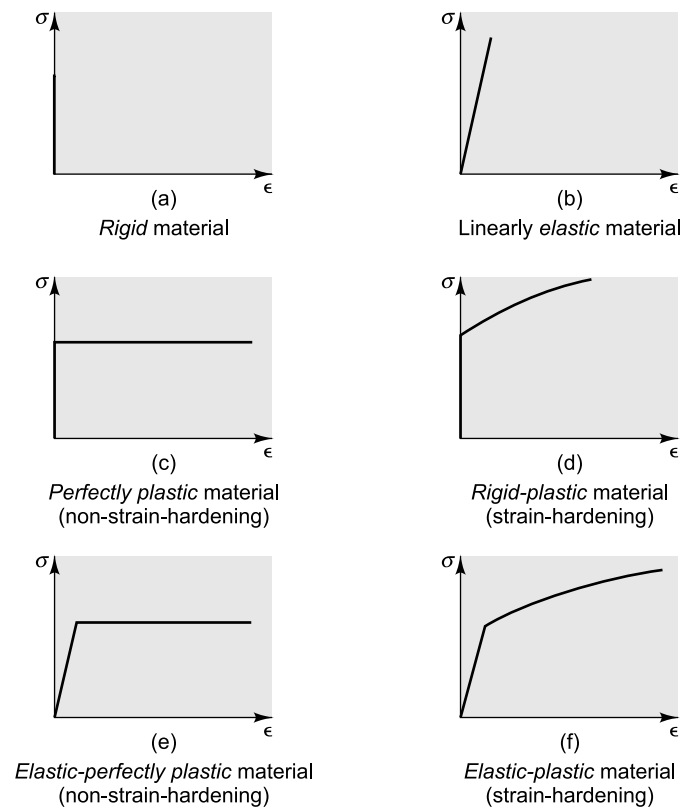 σ
ϵ
(a)
Rigid material
σ
ϵ
(b)
Linearly elastic material
σ
ϵ
(c)
Perfectly plastic material
(non-strain-hardening)
σ
ϵ
(d)
Rigid-plastic material
(strain-hardening)
σ
ϵ
(e)
Elastic-perfectly plastic material
(non-strain-hardening)
σ
ϵ
(f)
Elastic-plastic material
(strain-hardening)